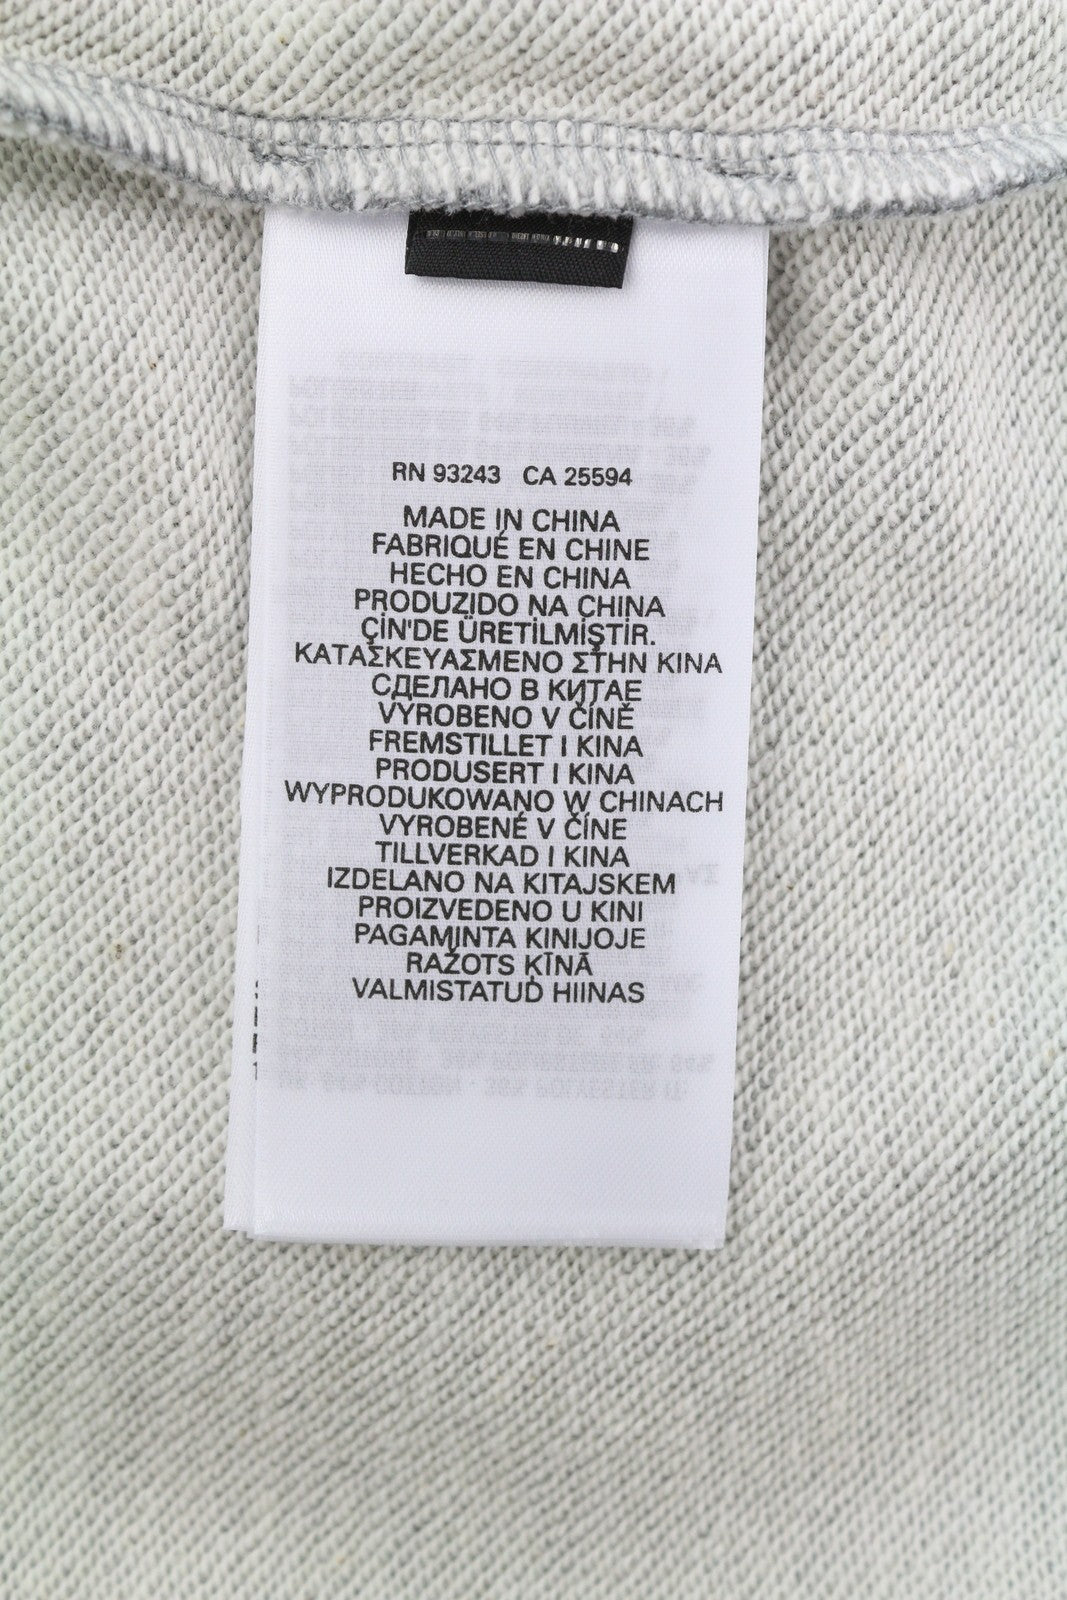 RN 93243 CA 25594
MADE IN CHINA
FABRIQUÉ EN CHINE
HECHO EN CHINA
PRODUZIDO NA CHINA
ÇİN'DE ÜRETİLMİŞTİR.
ΚΑΤΑΣΚΕΥΑΣΜΕΝΟ ΣΤΗΝ ΚΙΝΑ
СДЕЛАНО В КИТАЕ
VYROBENO V ČÍNĚ
FREMSTILLET I KINA
PRODUSERT I KINA
WYPRODUKOWANO W CHINACH
VYROBENÉ V ČÍNE
TILLVERKAD I KINA
IZDELANO NA KITAJSKEM
PROIZVEDENO U KINI
PAGAMINTA KINIJOJE
RAŽOTS ĶĪNĀ
VALMISTATUD HIINAS